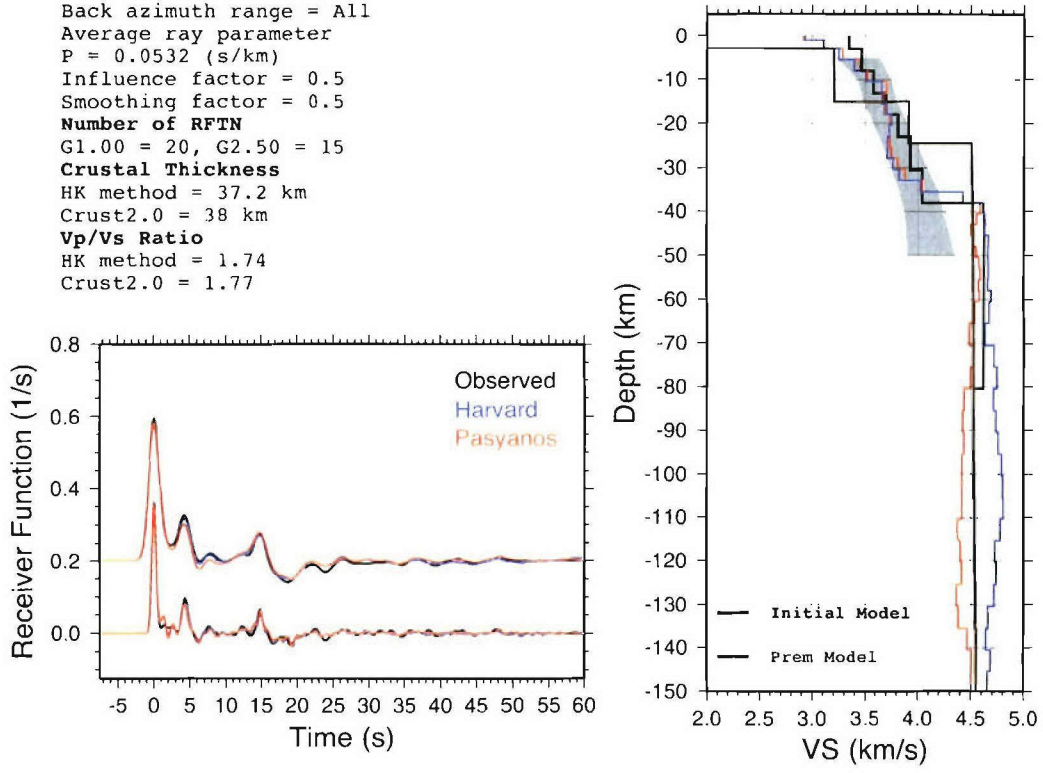 Back azimuth range = All
Average ray parameter
P = 0.0532 (s/km)
Influence factor = 0.5
Smoothing factor = 0.5
Number of RFTN
G1.00 = 20, G2.50 = 15
Crustal Thickness
HK method = 37.2 km
Crust2.0 = 38 km
Vp/Vs Ratio
HK method = 1.74
Crust2.0 = 1.77
Receiver Function (1/s)
0.8
0.6
0.4
0.2
0.0
Observed
Harvard
Pasyanos
-5 0 5 10 15 20 25 30 35 40 45 50 55 60
Time (s)
Depth (km)
0
-10
-20
-30
-40
-50
-60
-70
-80
-90
-100
-110
-120
-130
-140
-150
Initial Model
Prem Model
2.0 2.5 3.0 3.5 4.0 4.5 5.0
VS (km/s)